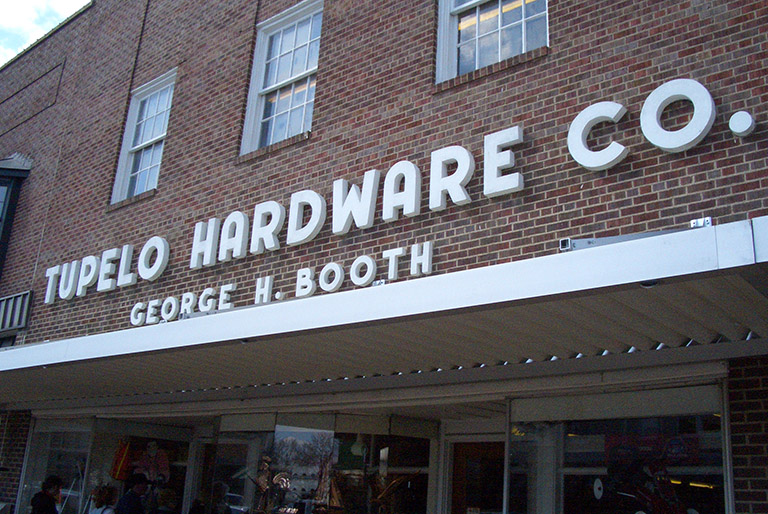 TUPELO HARDWARE CO.
GEORGE H. BOOTH